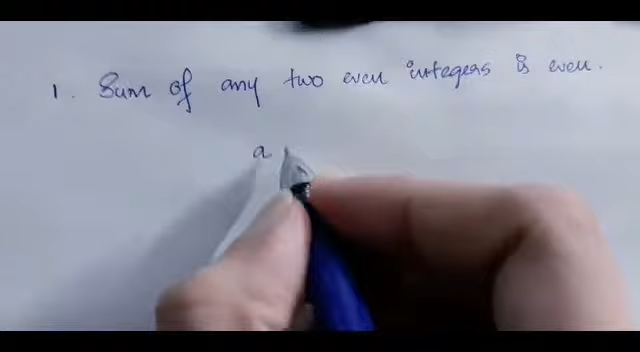 1. Sum of any two even integers is even.
a